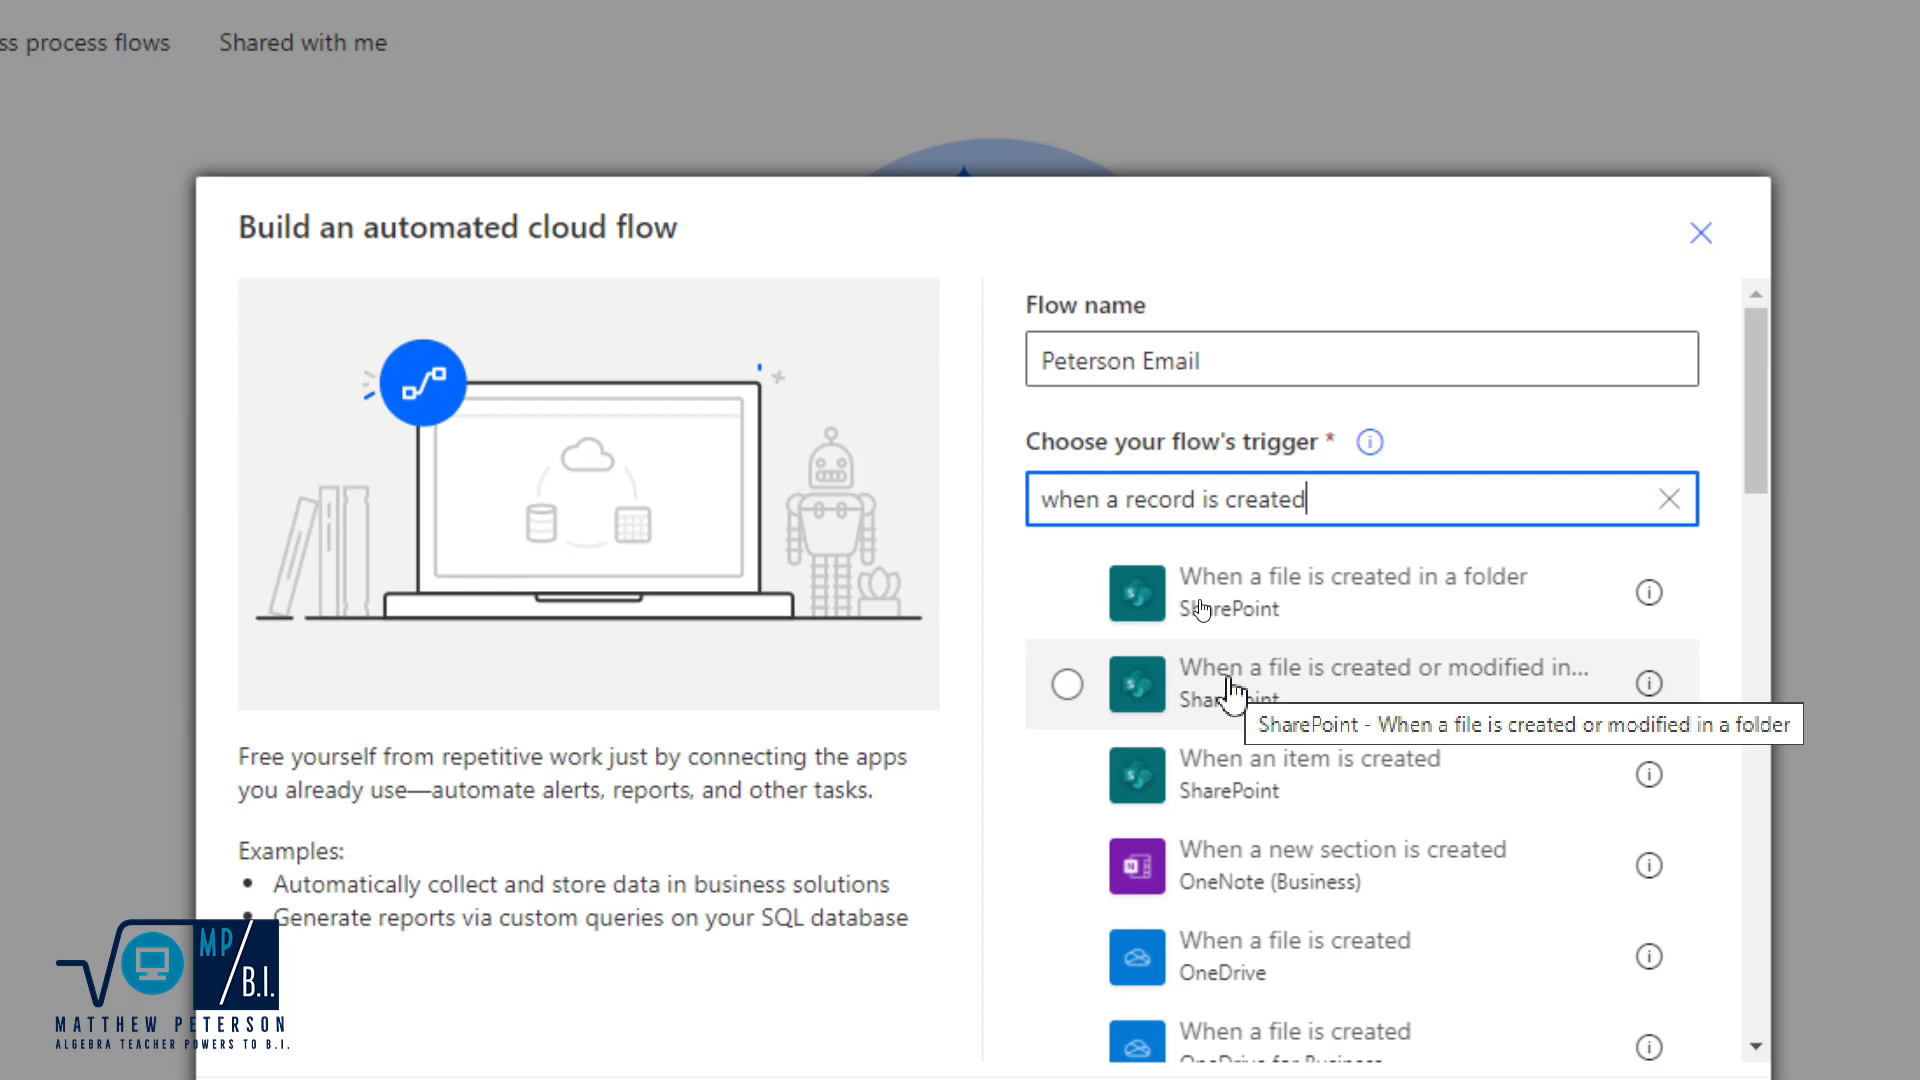 ss process flows
Shared with me
Build an automated cloud flow
Flow name
Peterson Email
Choose your flow's trigger *
when a record is created
When a file is created in a folder
SharePoint
When a file is created or modified in...
SharePoint
SharePoint - When a file is created or modified in a folder
When an item is created
SharePoint
When a new section is created
OneNote (Business)
When a file is created
OneDrive
When a file is created
OneDrive for Business
Free yourself from repetitive work just by connecting the apps
you already use—automate alerts, reports, and other tasks.
Examples:
• Automatically collect and store data in business solutions
• Generate reports via custom queries on your SQL database
MP
B.I.
MATTHEW PETERSON
ALGEBRA TEACHER POWERS TO B.I.